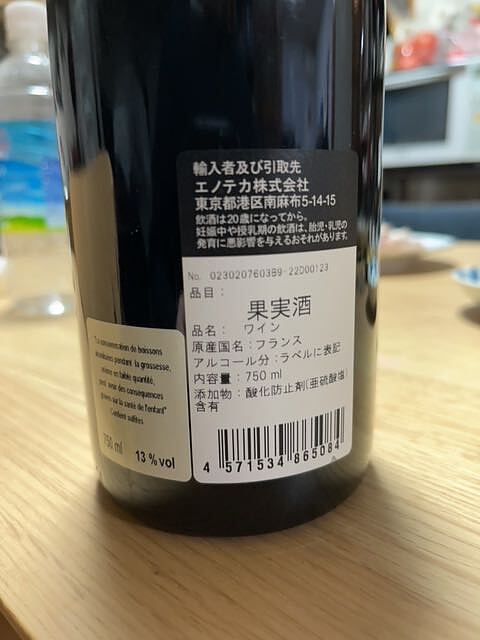 輸入者及び引取先
エノテカ株式会社
東京都港区南麻布5-14-15
飲酒は20歳になってから。
妊娠中や授乳期の飲酒は、胎児・乳児の
発育に悪影響を与えるおそれがあります。
No. 0230207603B9-22D00123
品目：
果実酒
品名： ワイン
原産国名：フランス
アルコール分：ラベルに表記
内容量：750 ml
添加物：酸化防止剤(亜硫酸塩)
含有
4 571534 865084
"La consommation de boissons
alcoolisées pendant la grossesse,
même en faible quantité,
peut avoir des conséquences
graves sur la santé de l'enfant"
Contient sulfites
750 ml
13 % vol